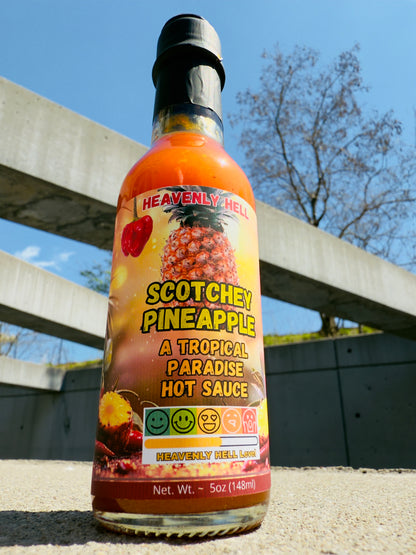 HEAVENLY HELL
SCOTCHEY
PINEAPPLE
A TROPICAL
PARADISE
HOT SAUCE
HEAVENLY HELL Level
Net. Wt. ~ 5oz (148ml)